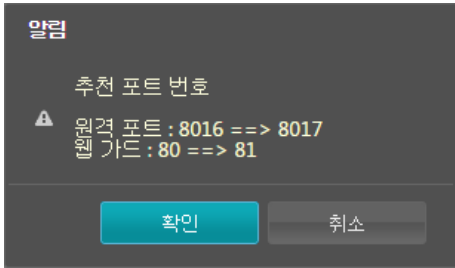 알림
추천 포트 번호
원격 포트 : 8016 ==> 8017
웹 가드 : 80 ==> 81
확인
취소